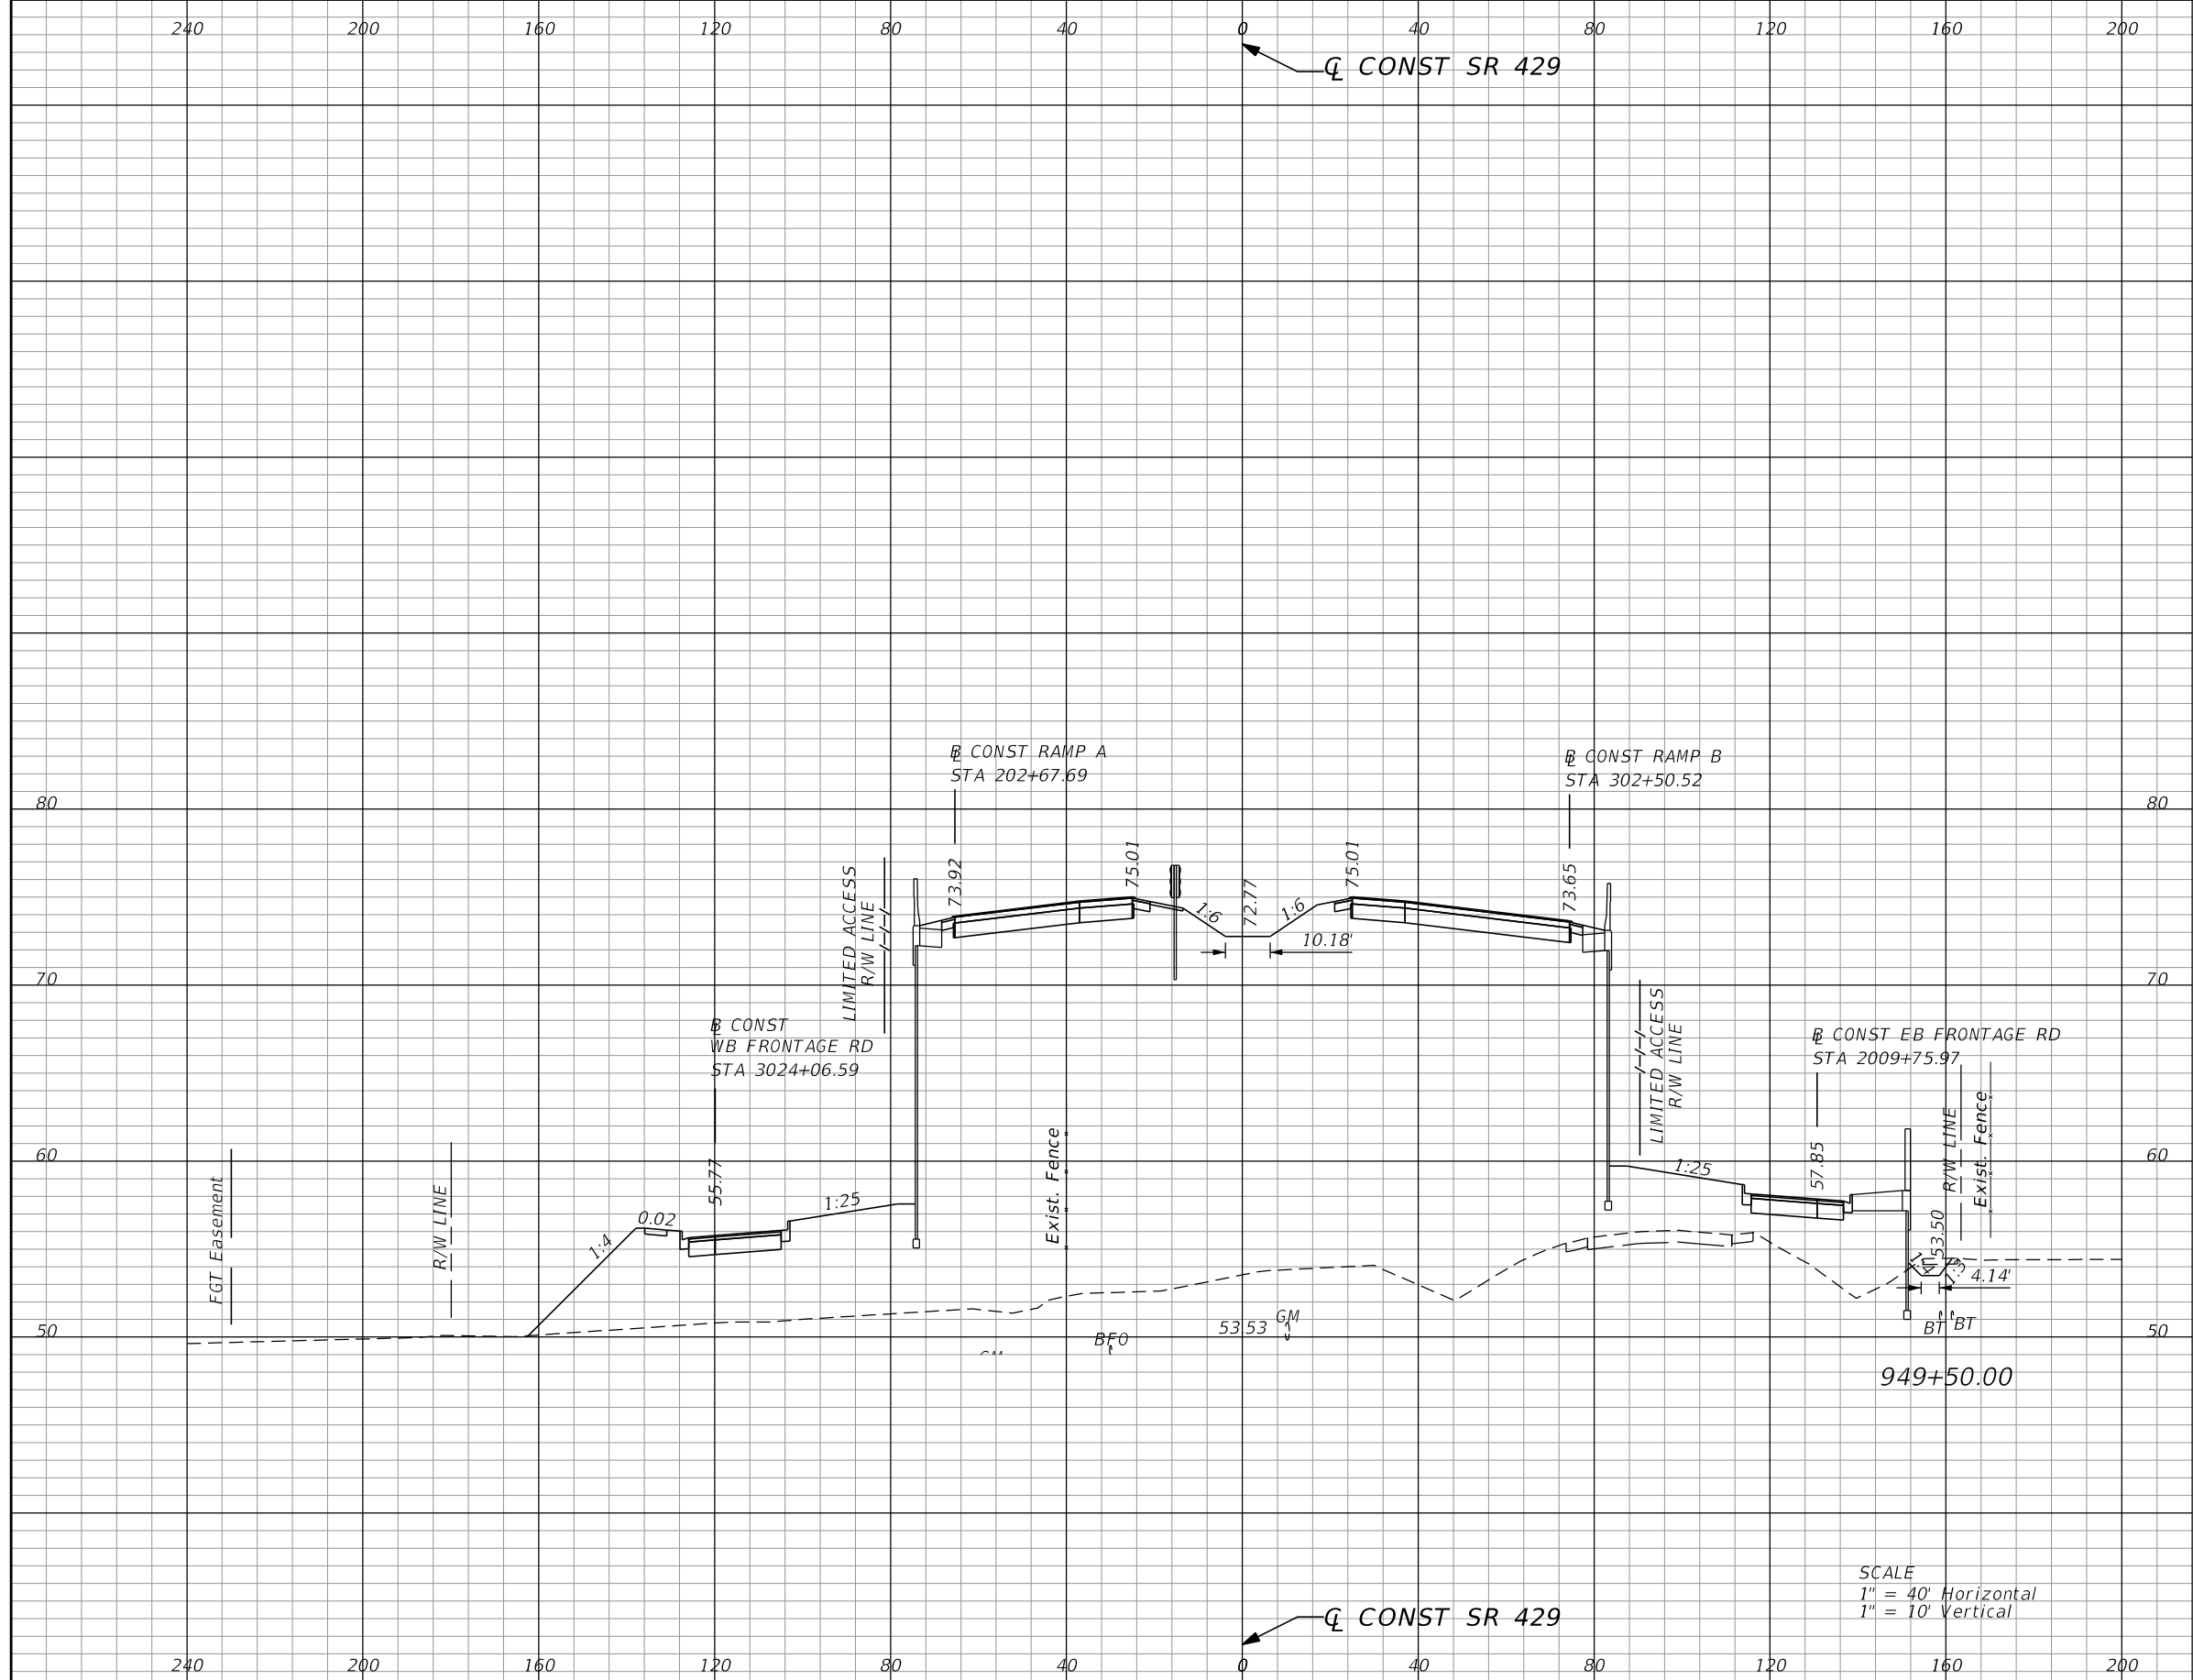 240 200 160 120 80 40 0 40 80 120 160 200
℄ CONST SR 429
B̵L CONST RAMP A
STA 202+67.69
B̵L CONST RAMP B
STA 302+50.52
80 80
73.92
75.01
72.77
75.01
73.65
1:6
1:6
10.18'
LIMITED ACCESS
R/W LINE
70 70
B̵L CONST
WB FRONTAGE RD
STA 3024+06.59
LIMITED ACCESS
R/W LINE
B̵L CONST EB FRONTAGE RD
STA 2009+75.97
60 60
FGT Easement
R/W LINE
1:4
0.02
55.77
1:25
Exist. Fence
1:25
57.85
R/W LINE
Exist. Fence
53.50
1:3
4.14'
50 50
GM
BFO
53.53
GM
BT
BT
949+50.00
SCALE
1" = 40' Horizontal
1" = 10' Vertical
℄ CONST SR 429
240 200 160 120 80 40 0 40 80 120 160 200